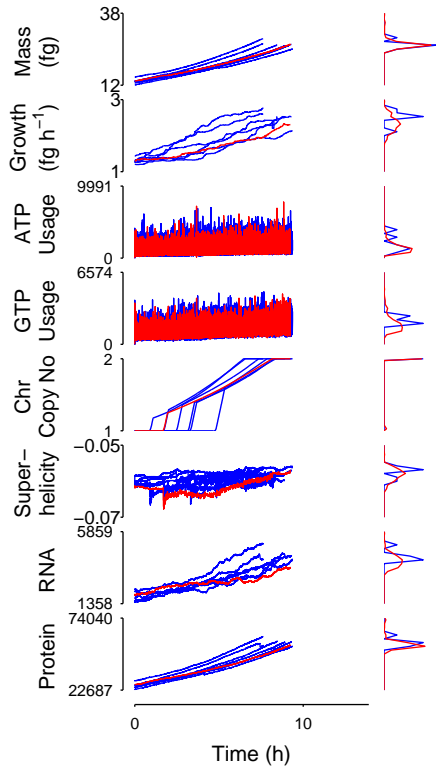 38
Mass
(fg)
12
3
Growth
(fg h⁻¹)
1
9991
ATP
Usage
0
6574
GTP
Usage
0
2
Chr
Copy No
1
−0.05
Super−
helicity
−0.07
5859
RNA
1358
74040
Protein
22687
0 10
Time (h)